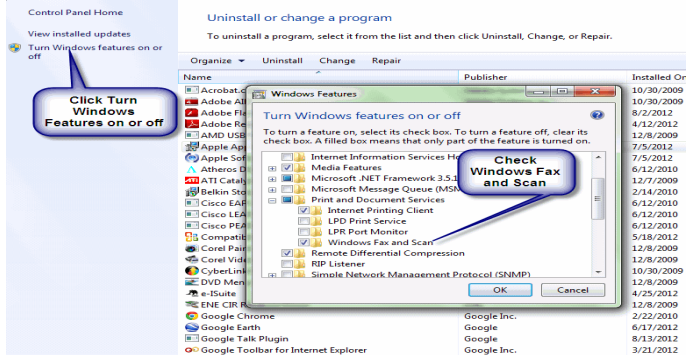 Control Panel Home
View installed updates
Turn Windows features on or
off
Click Turn
Windows
Features on or off
Uninstall or change a program
To uninstall a program, select it from the list and then click Uninstall, Change, or Repair.
Organize Uninstall Change Repair
Name Publisher Installed On
Acrobat.c 10/30/2009
Adobe AI 10/30/2009
Adobe Fla 8/2/2012
Adobe Re 4/12/2012
AMD USB 12/8/2009
Apple App 7/5/2012
Apple Sof 7/5/2012
Atheros D 6/12/2010
ATI Cataly 12/7/2009
Belkin Sto 2/14/2010
Cisco EAF 6/12/2010
Cisco LEA 6/12/2010
Cisco PEA 6/12/2010
Compatib 5/18/2012
Corel Pain 12/8/2009
Corel Vide 12/8/2009
CyberLink 10/30/2009
DVD Men 12/8/2009
e-ISuite 4/25/2012
ENE CIR R 12/8/2009
Google Chrome Google Inc. 2/22/2010
Google Earth Google 6/17/2012
Google Talk Plugin Google 8/13/2012
Google Toolbar for Internet Explorer Google Inc. 3/21/2012
Windows Features
Turn Windows features on or off
To turn a feature on, select its check box. To turn a feature off, clear its
check box. A filled box means that only part of the feature is turned on.
Internet Information Services Ho
Media Features
Microsoft .NET Framework 3.5.1
Microsoft Message Queue (MSM
Print and Document Services
Internet Printing Client
LPD Print Service
LPR Port Monitor
Windows Fax and Scan
Remote Differential Compression
RIP Listener
Simple Network Management Protocol (SNMP)
OK Cancel
Check
Windows Fax
and Scan